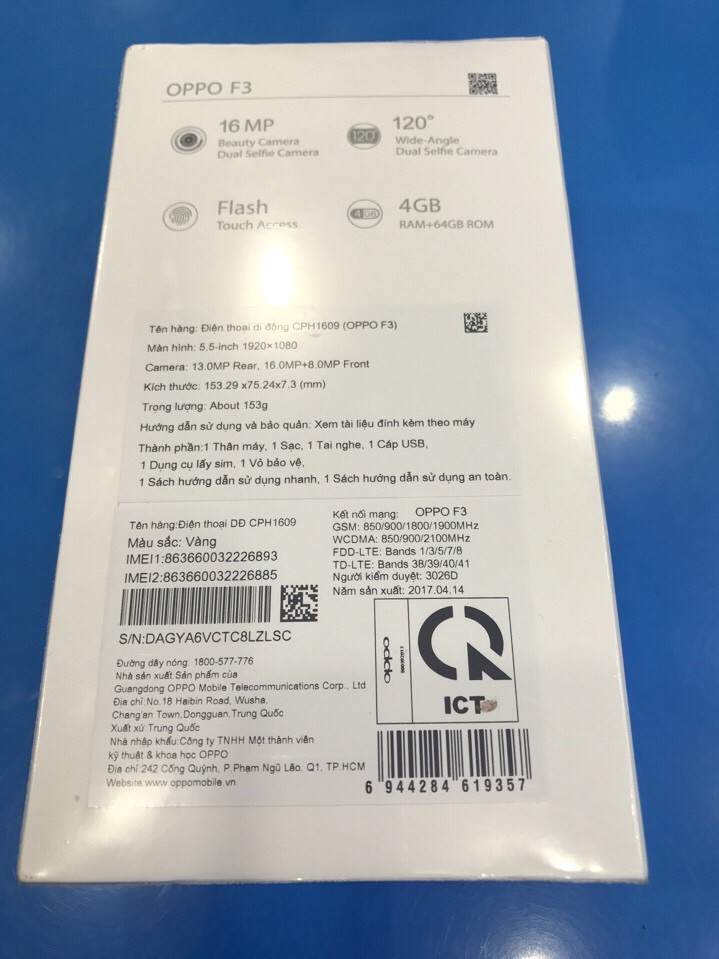 OPPO F3
16 MP
Beauty Camera
Dual Selfie Camera
120
120°
Wide-Angle
Dual Selfie Camera
Flash
Touch Access
4GB
4GB
RAM+64GB ROM
Tên hàng: Điện thoại di động CPH1609 (OPPO F3)
Màn hình: 5.5-inch 1920×1080
Camera: 13.0MP Rear, 16.0MP+8.0MP Front
Kích thước: 153.29 x75.24x7.3 (mm)
Trọng lượng: About 153g
Hướng dẫn sử dụng và bảo quản: Xem tài liệu đính kèm theo máy
Thành phần:1 Thân máy, 1 Sạc, 1 Tai nghe, 1 Cáp USB,
1 Dụng cụ lấy sim, 1 Vỏ bảo vệ,
1 Sách hướng dẫn sử dụng nhanh, 1 Sách hướng dẫn sử dụng an toàn.
Tên hàng:Điện thoại DĐ CPH1609
Màu sắc: Vàng
IMEI1:863660032226893
IMEI2:863660032226885
S/N:DAGYA6VCTC8LZLSC
Đường dây nóng: 1800-577-776
Nhà sản xuất Sản phẩm của
Guangdong OPPO Mobile Telecommunications Corp., Ltd
Địa chỉ:No.18 Haibin Road, Wusha,
Chang'an Town,Dongguan,Trung Quốc
Xuất xứ Trung Quốc
Nhà nhập khẩu:Công ty TNHH Một thành viên
kỹ thuật & khoa học OPPO
Địa chỉ:242 Cống Quỳnh, P.Phạm Ngũ Lão, Q1, TP.HCM
Website:www.oppomobile.vn
Kết nối mạng: OPPO F3
GSM: 850/900/1800/1900MHz
WCDMA: 850/900/2100MHz
FDD-LTE: Bands 1/3/5/7/8
TD-LTE: Bands 38/39/40/41
Người kiểm duyệt: 3026D
Năm sản xuất: 2017.04.14
oppo
ICT
6 944284 619357